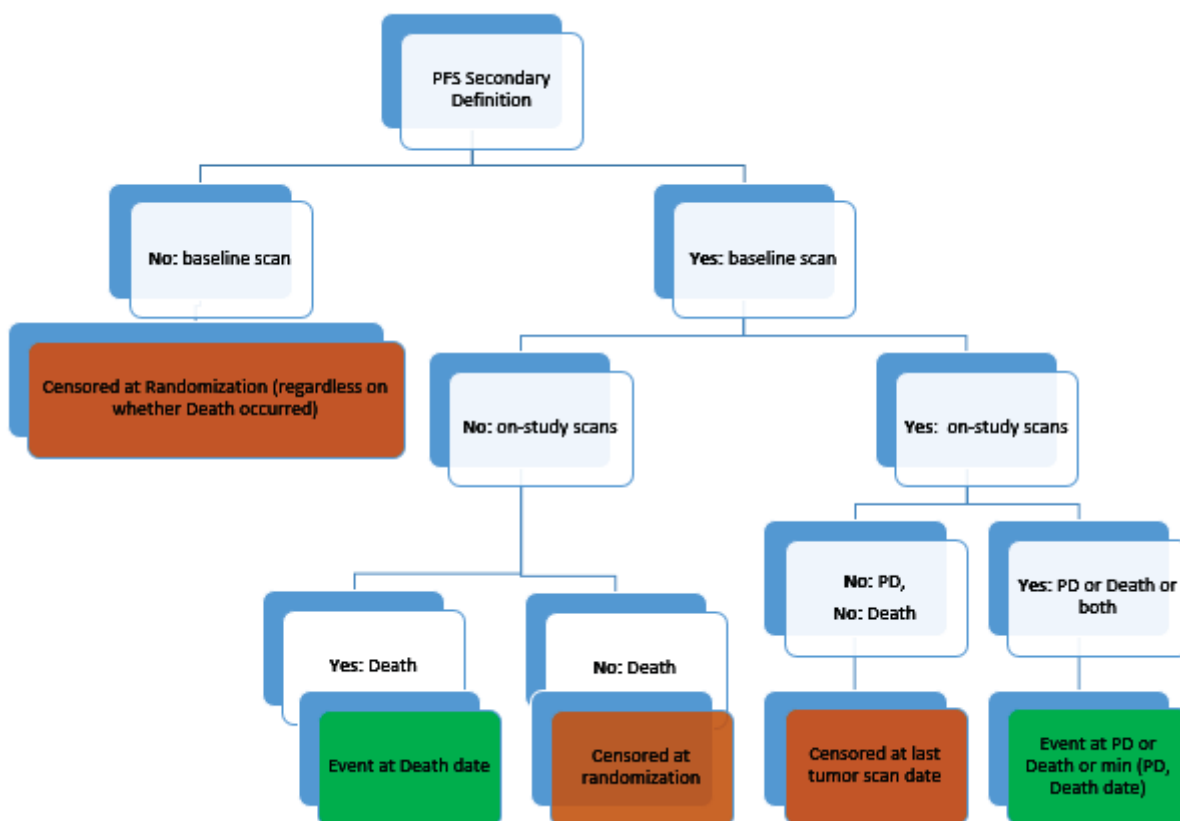 PFS Secondary
Definition
No: baseline scan
Yes: baseline scan
Censored at Randomization (regardless on
whether Death occurred)
No: on-study scans
Yes: on-study scans
Yes: Death
No: Death
No: PD,
No: Death
Yes: PD or Death or
both
Event at Death date
Censored at
randomization
Censored at last
tumor scan date
Event at PD or
Death or min (PD,
Death date)